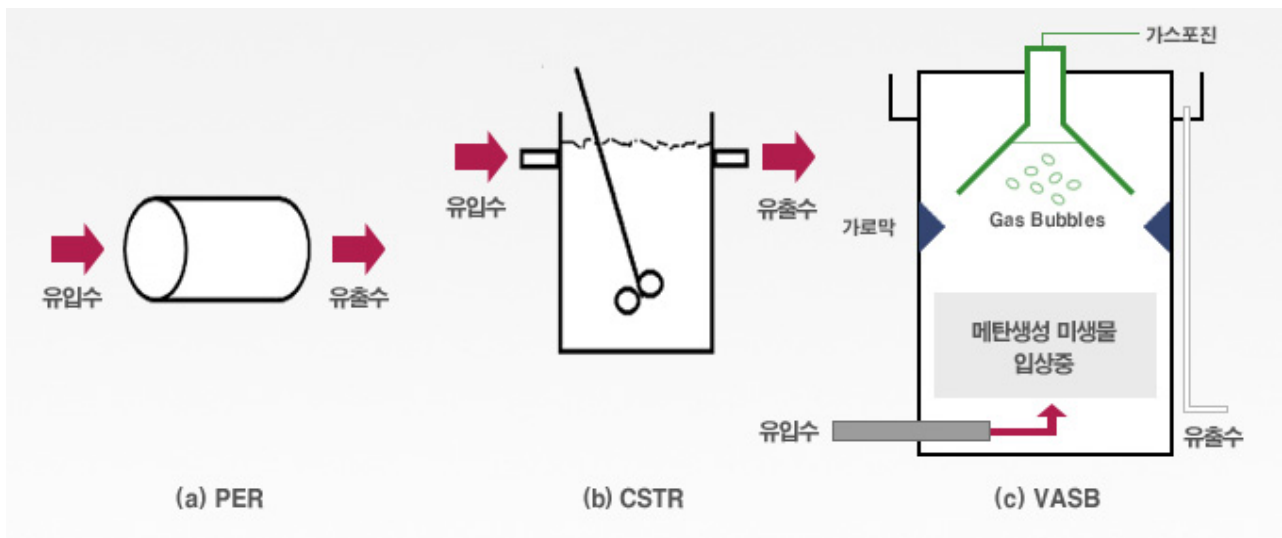 유입수
유출수
(a) PER
유입수
유출수
(b) CSTR
가스포진
Gas Bubbles
가로막
메탄생성 미생물
입상중
유입수
유출수
(c) VASB